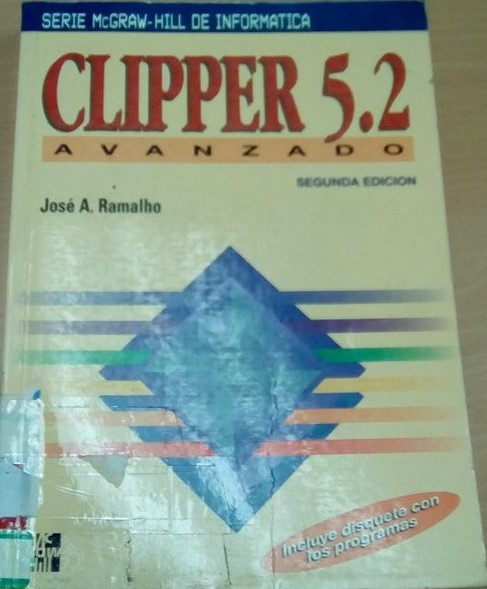 SERIE McGRAW-HILL DE INFORMATICA
CLIPPER 5.2
AVANZADO
SEGUNDA EDICION
José A. Ramalho
Incluye disquete con
los programas